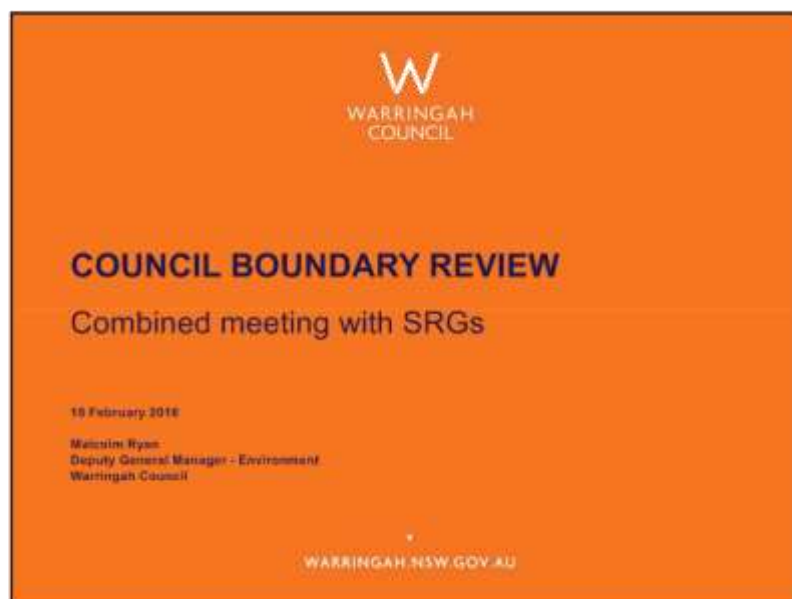 W
WARRINGAH
COUNCIL
COUNCIL BOUNDARY REVIEW
Combined meeting with SRGs
February 2016
Malcolm Ryan
Deputy General Manager - Environment
Warringah Council
WARRINGAH.NSW.GOV.AU